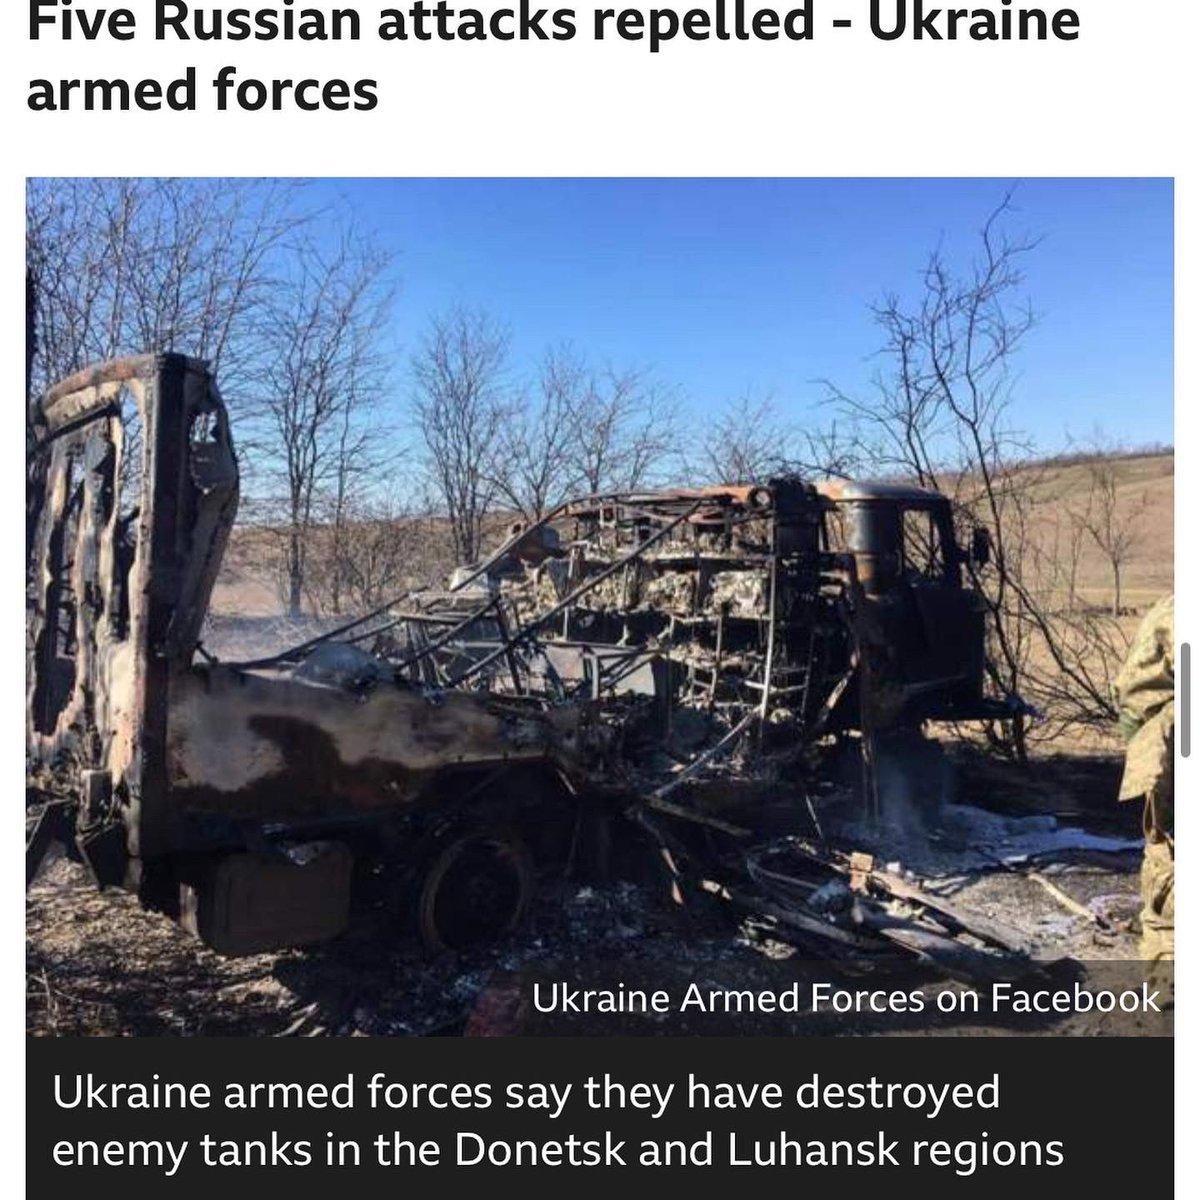 Five Russian attacks repelled - Ukraine
armed forces
Ukraine Armed Forces on Facebook
Ukraine armed forces say they have destroyed
enemy tanks in the Donetsk and Luhansk regions